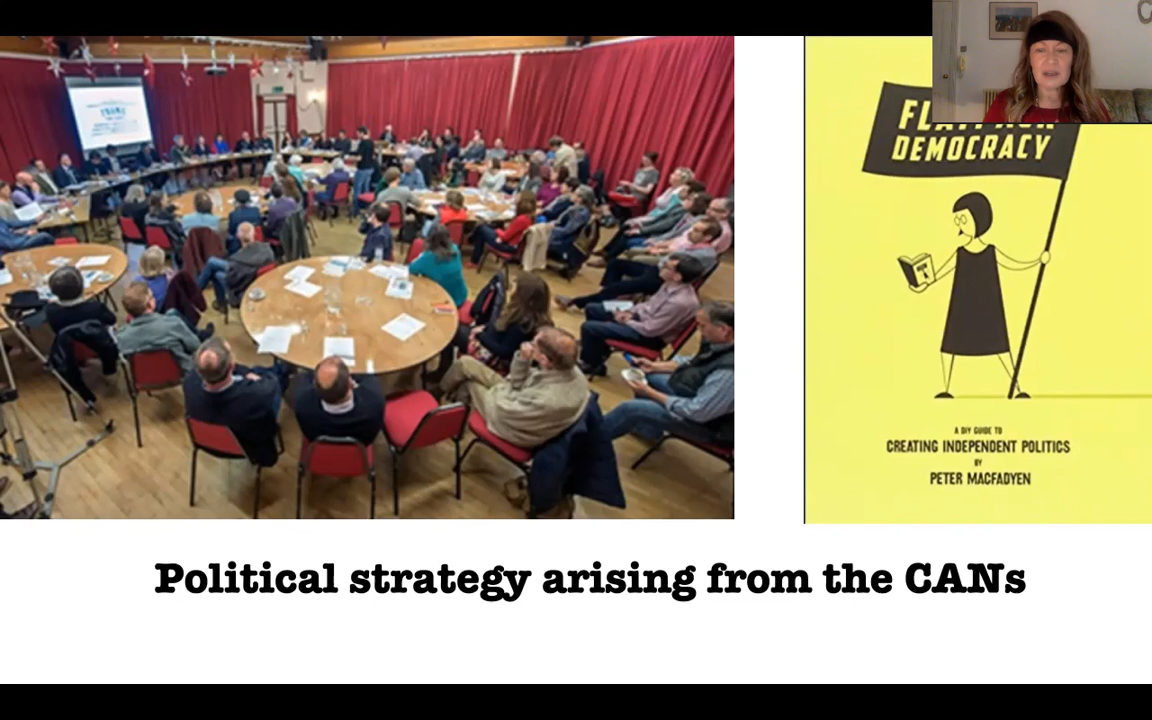 DEMOCRACY
A DIY GUIDE TO
CREATING INDEPENDENT POLITICS
BY
PETER MACFADYEN
Political strategy arising from the CANs